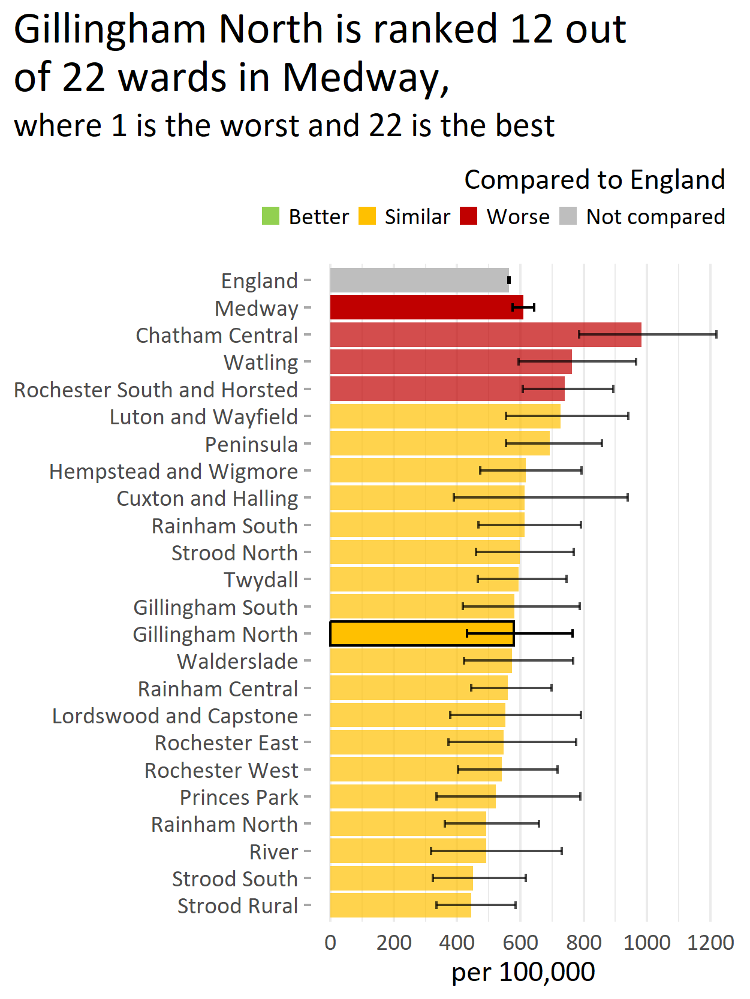 Gillingham North is ranked 12 out
of 22 wards in Medway,
where 1 is the worst and 22 is the best
Compared to England
Better Similar Worse Not compared
England
Medway
Chatham Central
Watling
Rochester South and Horsted
Luton and Wayfield
Peninsula
Hempstead and Wigmore
Cuxton and Halling
Rainham South
Strood North
Twydall
Gillingham South
Gillingham North
Walderslade
Rainham Central
Lordswood and Capstone
Rochester East
Rochester West
Princes Park
Rainham North
River
Strood South
Strood Rural
0 200 400 600 800 1000 1200
per 100,000